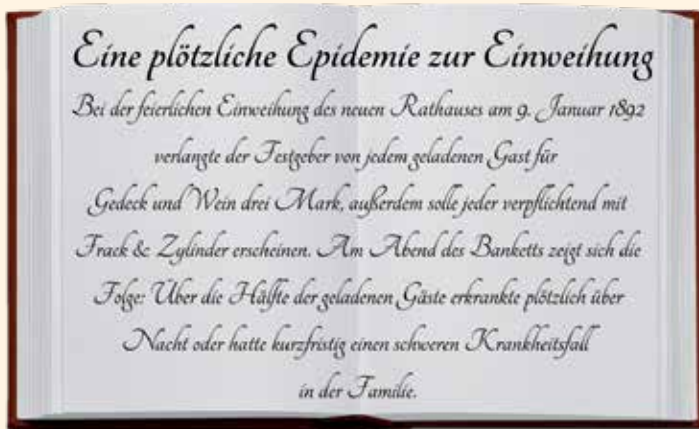 Eine plötzliche Epidemie zur Einweihung
Bei der feierlichen Einweihung des neuen Rathauses am 9. Januar 1892
verlangte der Festgeber von jedem geladenen Gast für
Gedeck und Wein drei Mark, außerdem solle jeder verpflichtend mit
Frack & Zylinder erscheinen. Am Abend des Banketts zeigt sich die
Folge: Über die Hälfte der geladenen Gäste erkrankte plötzlich über
Nacht oder hatte kurzfristig einen schweren Krankheitsfall
in der Familie.